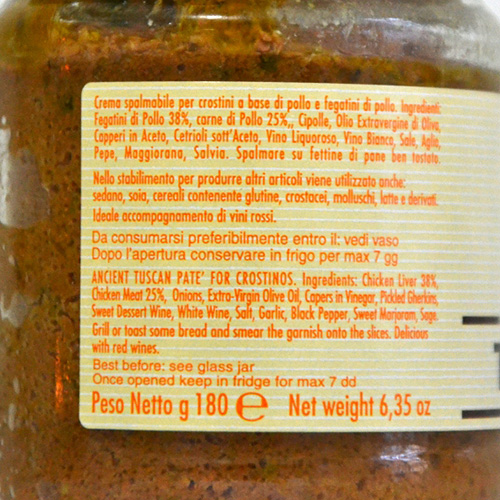 Crema spalmabile per crostini a base di pollo e fegatini di pollo. Ingredienti:
Fegatini di Pollo 38%, carne di Pollo 25%,, Cipolle, Olio Extravergine di Oliva,
Capperi in Aceto, Cetrioli sott'Aceto, Vino Liquoroso, Vino Bianco, Sale, Aglio,
Pepe, Maggiorana, Salvia. Spalmare su fettine di pane ben tostato.
Nello stabilimento per produrre altri articoli viene utilizzato anche:
sedano, soia, cereali contenente glutine, crostacei, molluschi, latte e derivati.
Ideale accompagnamento di vini rossi.
Da consumarsi preferibilmente entro il: vedi vaso
Dopo l'apertura conservare in frigo per max 7 gg
ANCIENT TUSCAN PATE' FOR CROSTINOS. Ingredients: Chicken Liver 38%,
Chicken Meat 25%, Onions, Extra-Virgin Olive Oil, Capers in Vinegar, Pickled Gherkins,
Sweet Dessert Wine, White Wine, Salt, Garlic, Black Pepper, Sweet Marjoram, Sage.
Grill or toast some bread and smear the garnish onto the slices. Delicious
with red wines.
Best before: see glass jar
Once opened keep in fridge for max 7 dd
Peso Netto g 180 e Net weight 6,35 oz